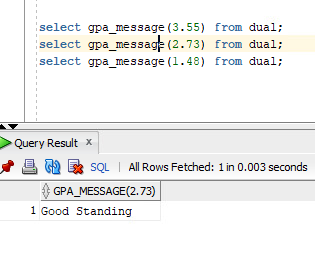 select gpa_message(3.55) from dual;
select gpa_message(2.73) from dual;
select gpa_message(1.48) from dual;
Query Result x
SQL | All Rows Fetched: 1 in 0.003 seconds
GPA_MESSAGE(2.73)
1 Good Standing